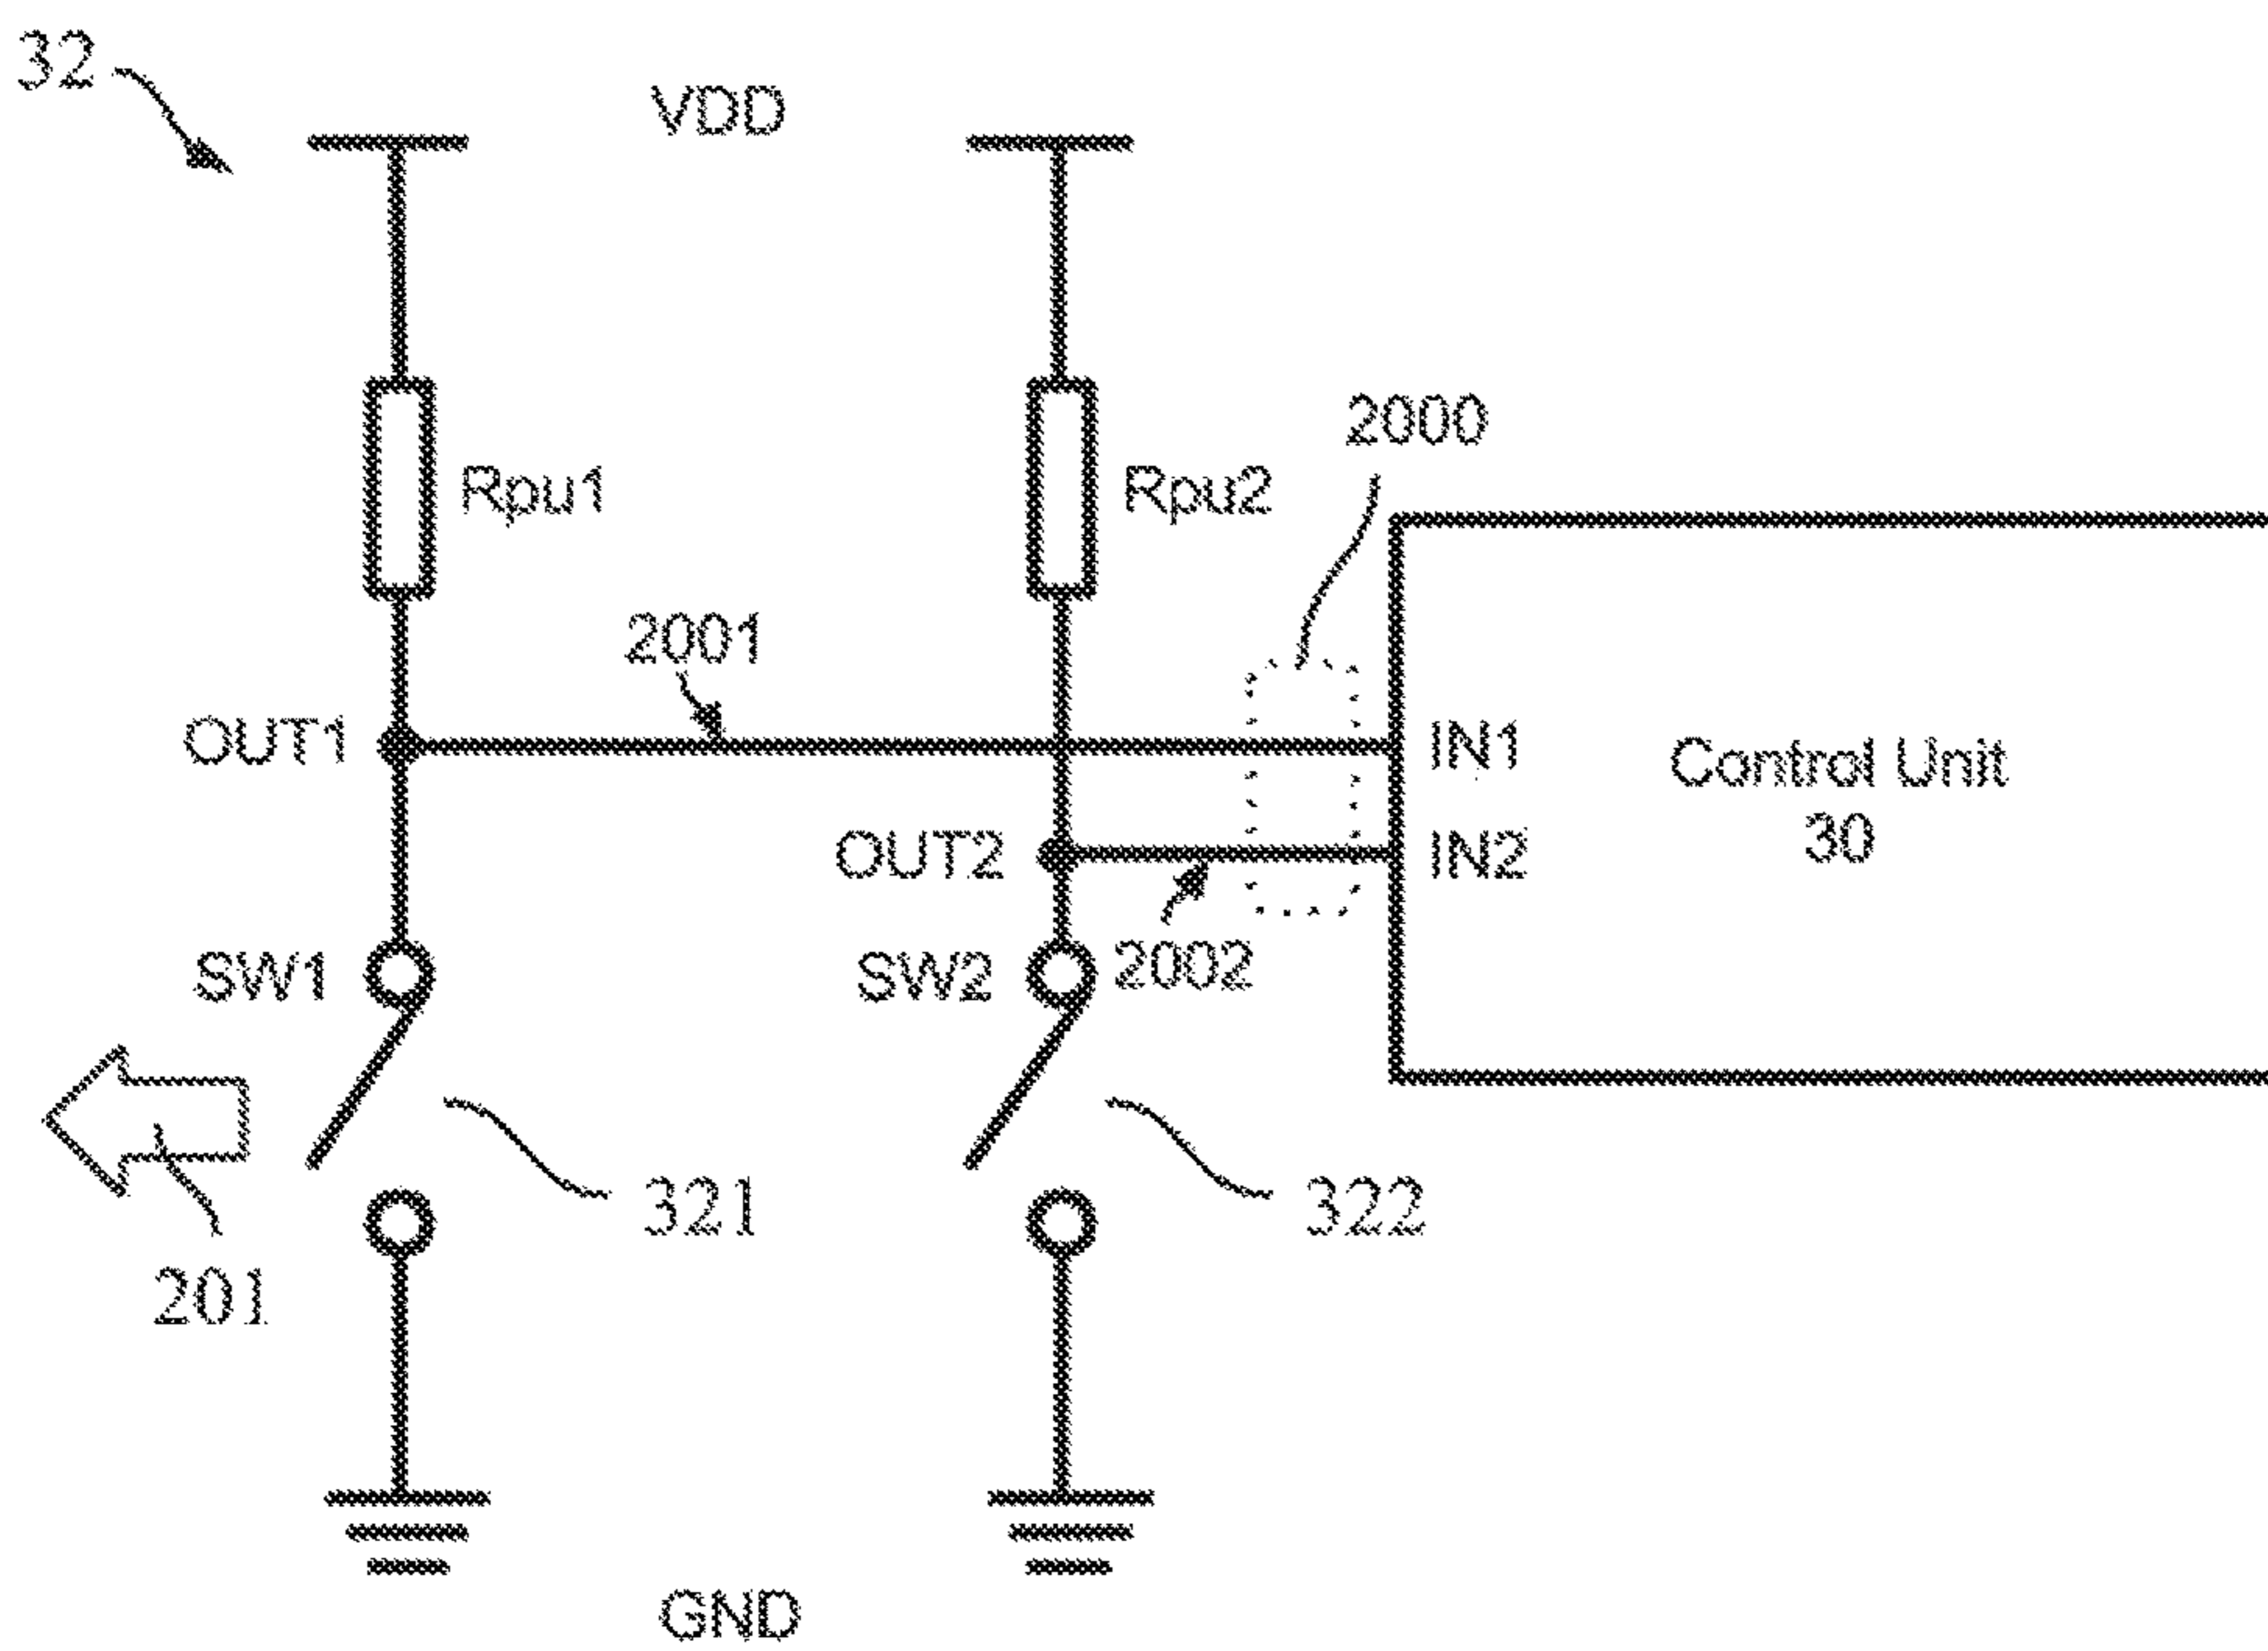 32
VDD
2000
Rpu1
Rpu2
2001
OUT1
IN1
Control Unit
30
OUT2
IN2
SW1
SW2
2002
321
322
201
GND